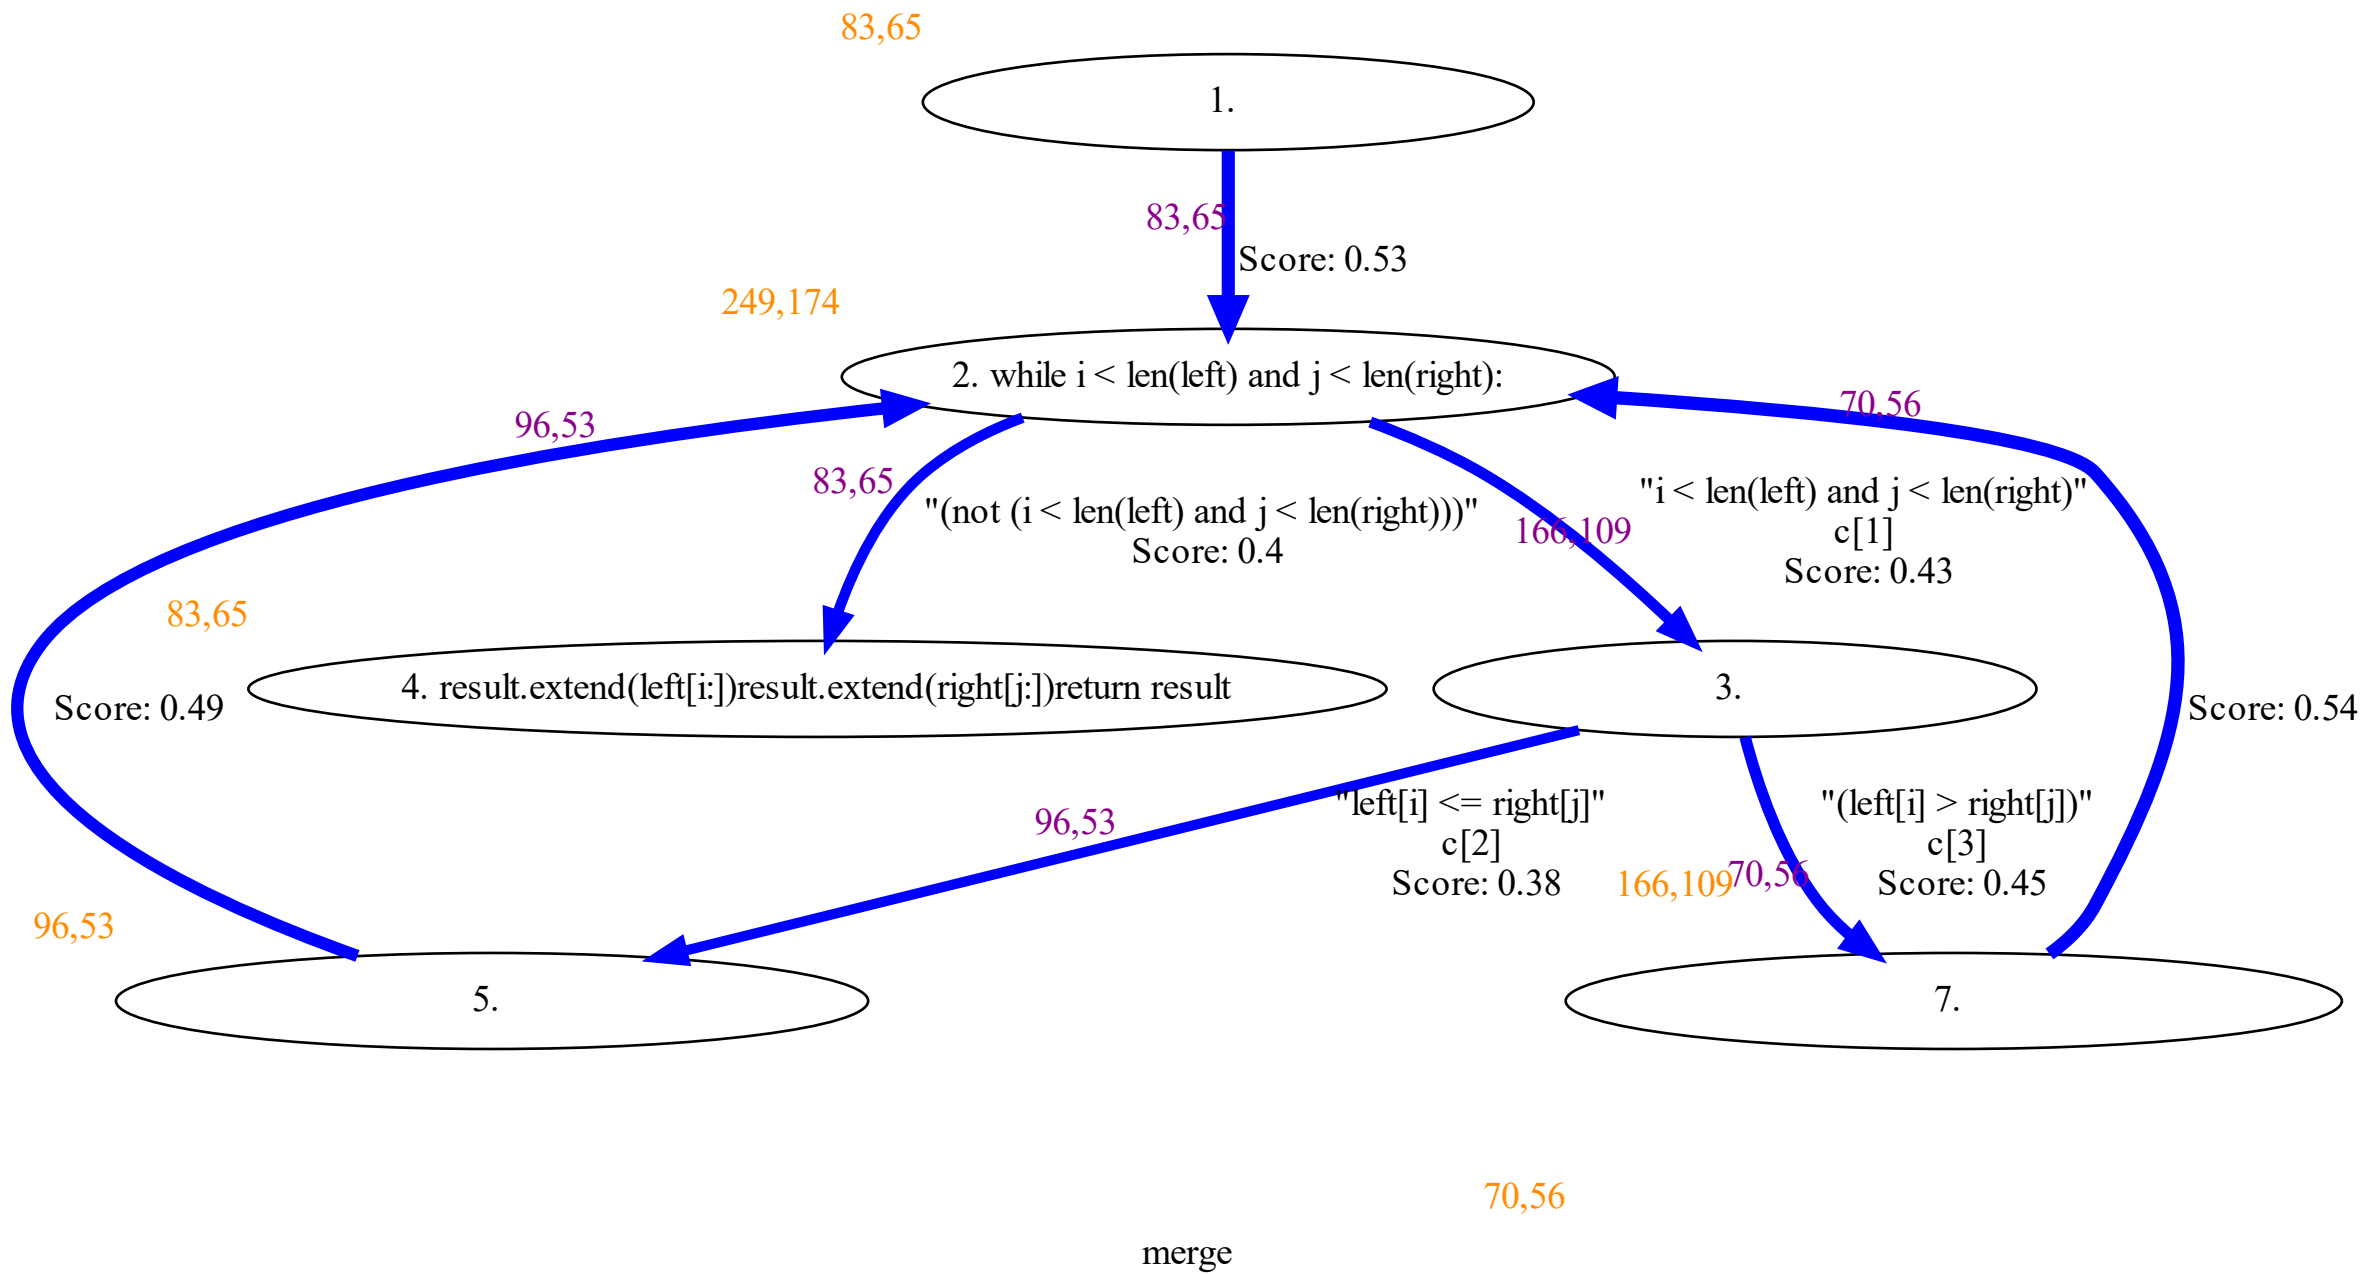 83,65
1.
83,65
Score: 0.53
249,174
2. while i < len(left) and j < len(right):
96,53
70,56
83,65
"(not (i < len(left) and j < len(right)))"
Score: 0.4
166,109
"i < len(left) and j < len(right)"
c[1]
Score: 0.43
83,65
4. result.extend(left[i:])result.extend(right[j:])return result
3.
Score: 0.49
Score: 0.54
96,53
"left[i] <= right[j]"
c[2]
Score: 0.38
"(left[i] > right[j])"
c[3]
Score: 0.45
166,109
70,56
96,53
5.
7.
70,56
merge